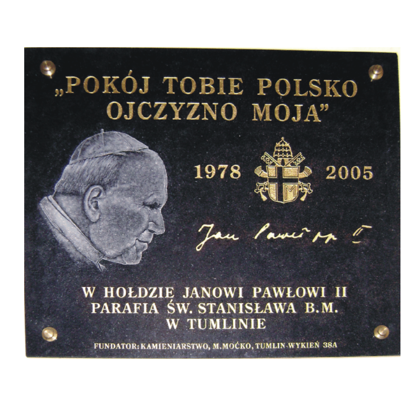 „POKÓJ TOBIE POLSKO
OJCZYZNO MOJA”
1978 2005
Jan Paweł pp II
W HOŁDZIE JANOWI PAWŁOWI II
PARAFIA ŚW. STANISŁAWA B.M.
W TUMLINIE
FUNDATOR: KAMIENIARSTWO, M.MOĆKO, TUMLIN-WYKIEŃ 38A